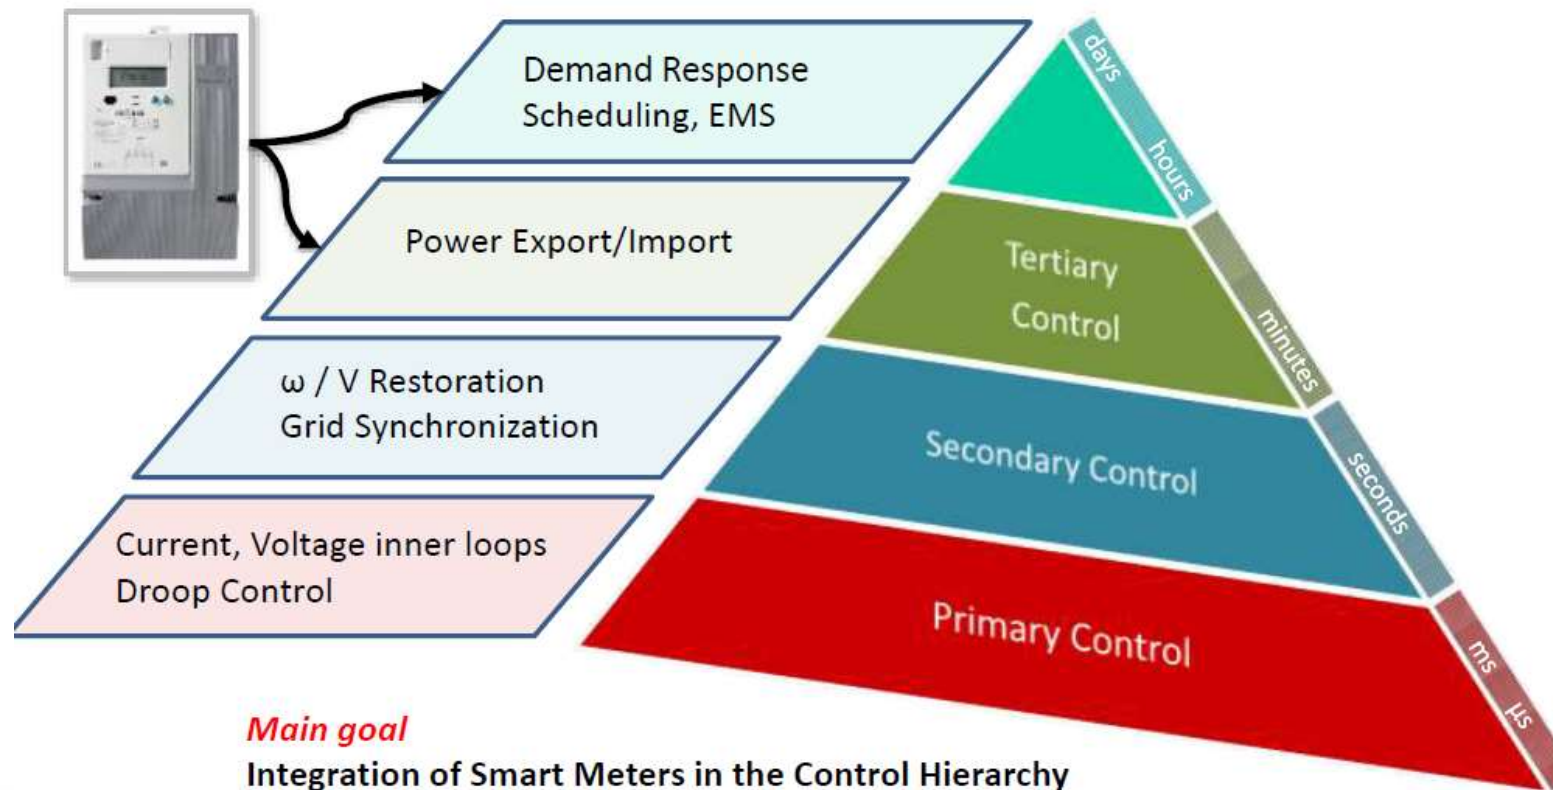 Demand Response
Scheduling, EMS
Power Export/Import
ω / V Restoration
Grid Synchronization
Current, Voltage inner loops
Droop Control
days
hours
Tertiary
Control
minutes
Secondary Control
seconds
Primary Control
ms
µs
Main goal
Integration of Smart Meters in the Control Hierarchy